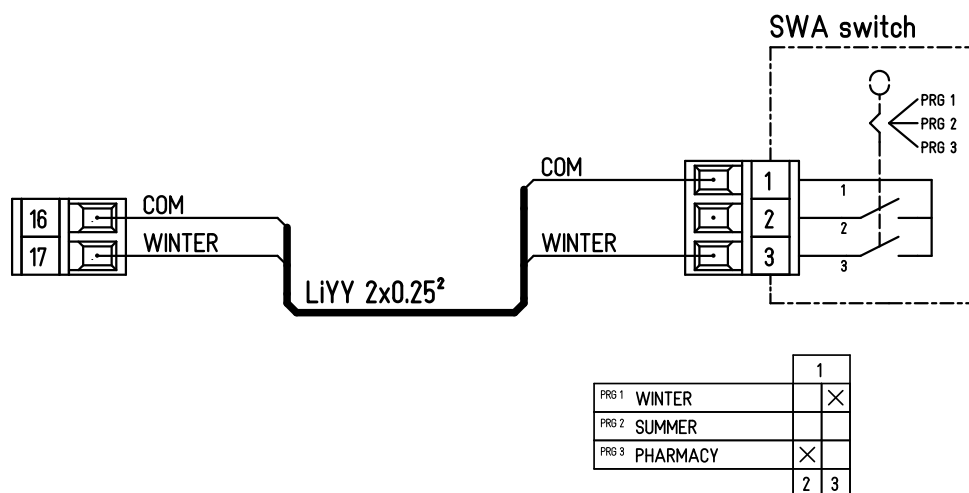 SWA switch
PRG 1
PRG 2
PRG 3
COM
1
1
16
COM
2
2
17
WINTER
WINTER
3
3
LiYY 2x0.25²
1
PRG 1 WINTER
PRG 2 SUMMER
PRG 3 PHARMACY
2 3